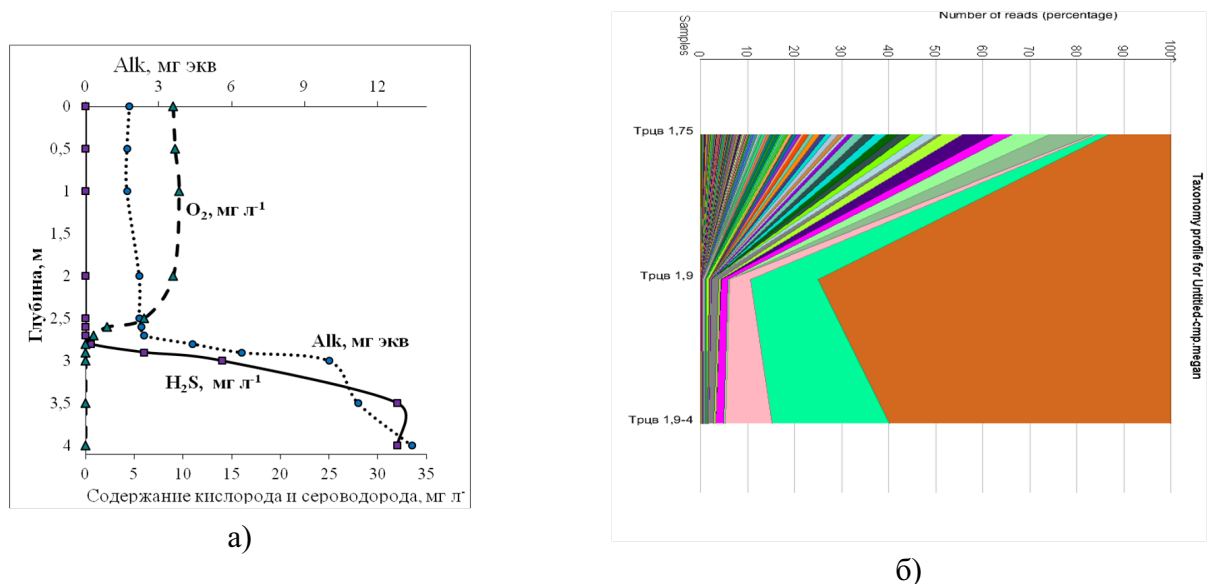 Alk, мг экв
0 3 6 9 12
0
0,5
1
1,5
2
2,5
3
3,5
4
Глубина, м
O₂, мг л⁻¹
Alk, мг экв
H₂S, мг л⁻¹
0 5 10 15 20 25 30 35
Содержание кислорода и сероводорода, мг л⁻
а)
Number of reads (percentage)
Samples
0 10 20 30 40 50 60 70 80 90 100
Трцв 1,75
Трцв 1,9
Трцв 1,9-4
Taxonomy profile for Untitled-cmp.megan
б)